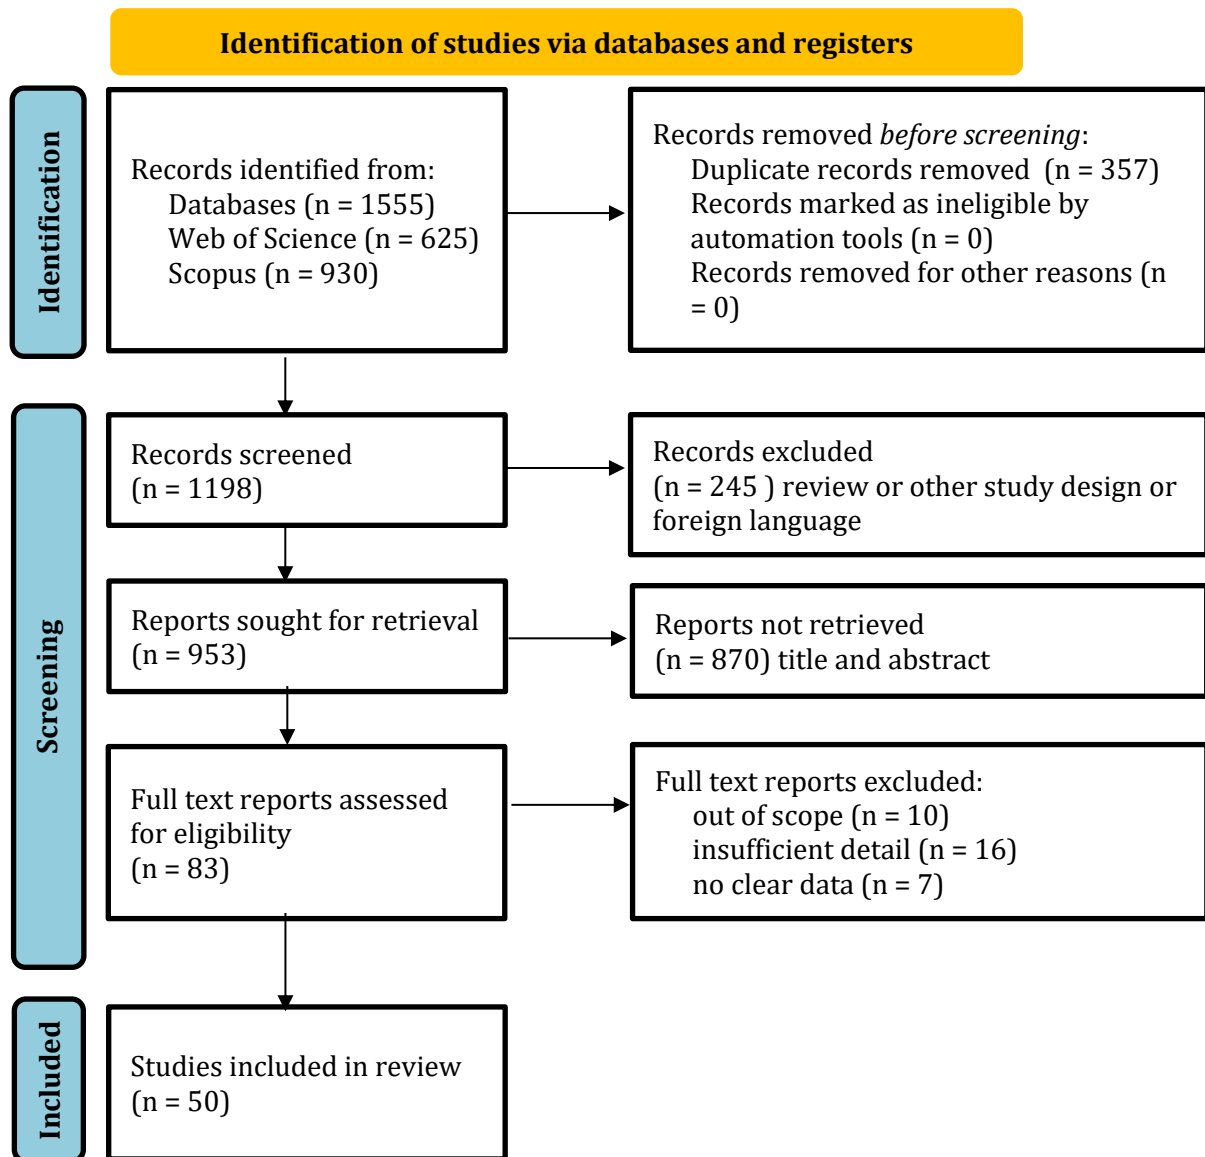 Identification of studies via databases and registers
Identification
Records identified from:
Databases (n = 1555)
Web of Science (n = 625)
Scopus (n = 930)
Records removed before screening:
Duplicate records removed  (n = 357)
Records marked as ineligible by
automation tools (n = 0)
Records removed for other reasons (n
= 0)
Screening
Records screened
(n = 1198)
Records excluded
(n = 245 ) review or other study design or
foreign language
Reports sought for retrieval
(n = 953)
Reports not retrieved
(n = 870) title and abstract
Full text reports assessed
for eligibility
(n = 83)
Full text reports excluded:
out of scope (n = 10)
insufficient detail (n = 16)
no clear data (n = 7)
Included
Studies included in review
(n = 50)